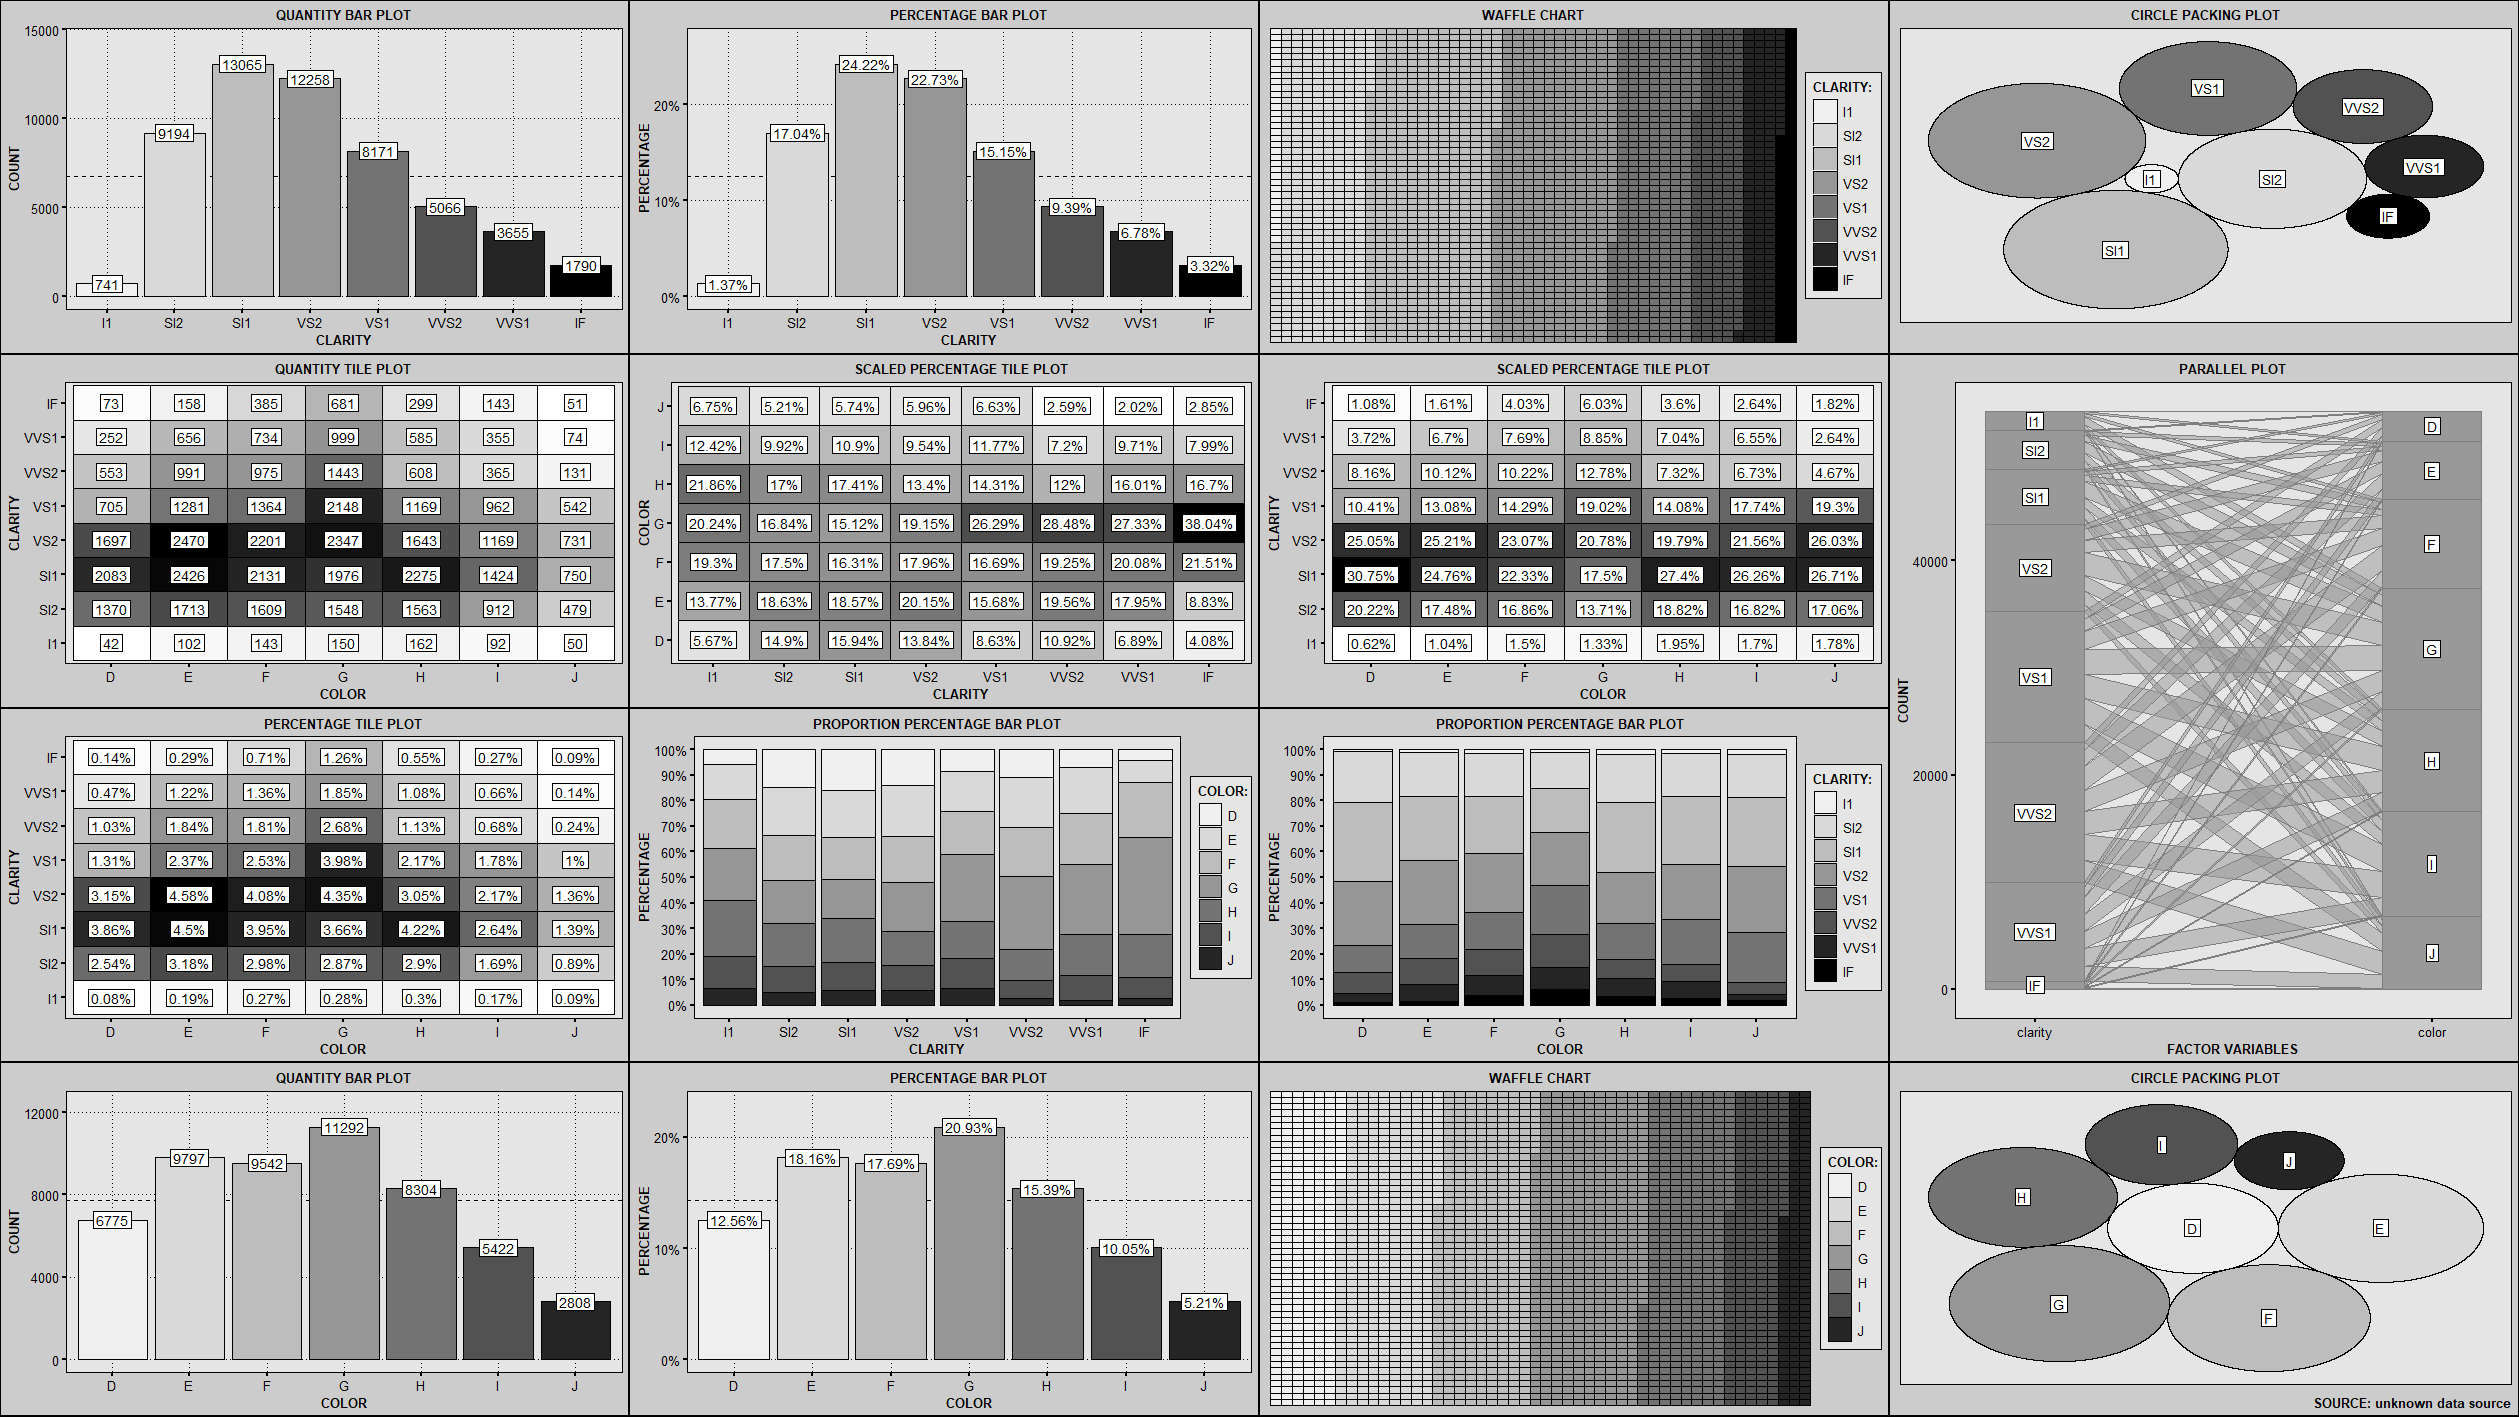 QUANTITY BAR PLOT
15000
10000
5000
0
COUNT
741
9194
13065
12258
8171
5066
3655
1790
I1 SI2 SI1 VS2 VS1 VVS2 VVS1 IF
CLARITY
PERCENTAGE BAR PLOT
20%
10%
0%
PERCENTAGE
1.37%
17.04%
24.22%
22.73%
15.15%
9.39%
6.78%
3.32%
I1 SI2 SI1 VS2 VS1 VVS2 VVS1 IF
CLARITY
WAFFLE CHART
CLARITY:
I1
SI2
SI1
VS2
VS1
VVS2
VVS1
IF
CIRCLE PACKING PLOT
VS1
VVS2
VS2
VVS1
I1
SI2
IF
SI1
QUANTITY TILE PLOT
CLARITY
IF 73 158 385 681 299 143 51
VVS1 252 656 734 999 585 355 74
VVS2 553 991 975 1443 608 365 131
VS1 705 1281 1364 2148 1169 962 542
VS2 1697 2470 2201 2347 1643 1169 731
SI1 2083 2426 2131 1976 2275 1424 750
SI2 1370 1713 1609 1548 1563 912 479
I1 42 102 143 150 162 92 50
D E F G H I J
COLOR
SCALED PERCENTAGE TILE PLOT
COLOR
J 6.75% 5.21% 5.74% 5.96% 6.63% 2.59% 2.02% 2.85%
I 12.42% 9.92% 10.9% 9.54% 11.77% 7.2% 9.71% 7.99%
H 21.86% 17% 17.41% 13.4% 14.31% 12% 16.01% 16.7%
G 20.24% 16.84% 15.12% 19.15% 26.29% 28.48% 27.33% 38.04%
F 19.3% 17.5% 16.31% 17.96% 16.69% 19.25% 20.08% 21.51%
E 13.77% 18.63% 18.57% 20.15% 15.68% 19.56% 17.95% 8.83%
D 5.67% 14.9% 15.94% 13.84% 8.63% 10.92% 6.89% 4.08%
I1 SI2 SI1 VS2 VS1 VVS2 VVS1 IF
CLARITY
SCALED PERCENTAGE TILE PLOT
CLARITY
IF 1.08% 1.61% 4.03% 6.03% 3.6% 2.64% 1.82%
VVS1 3.72% 6.7% 7.69% 8.85% 7.04% 6.55% 2.64%
VVS2 8.16% 10.12% 10.22% 12.78% 7.32% 6.73% 4.67%
VS1 10.41% 13.08% 14.29% 19.02% 14.08% 17.74% 19.3%
VS2 25.05% 25.21% 23.07% 20.78% 19.79% 21.56% 26.03%
SI1 30.75% 24.76% 22.33% 17.5% 27.4% 26.26% 26.71%
SI2 20.22% 17.48% 16.86% 13.71% 18.82% 16.82% 17.06%
I1 0.62% 1.04% 1.5% 1.33% 1.95% 1.7% 1.78%
D E F G H I J
COLOR
PARALLEL PLOT
COUNT
40000
20000
0
I1
SI2
SI1
VS2
VS1
VVS2
VVS1
IF
D
E
F
G
H
I
J
clarity color
FACTOR VARIABLES
PERCENTAGE TILE PLOT
CLARITY
IF 0.14% 0.29% 0.71% 1.26% 0.55% 0.27% 0.09%
VVS1 0.47% 1.22% 1.36% 1.85% 1.08% 0.66% 0.14%
VVS2 1.03% 1.84% 1.81% 2.68% 1.13% 0.68% 0.24%
VS1 1.31% 2.37% 2.53% 3.98% 2.17% 1.78% 1%
VS2 3.15% 4.58% 4.08% 4.35% 3.05% 2.17% 1.36%
SI1 3.86% 4.5% 3.95% 3.66% 4.22% 2.64% 1.39%
SI2 2.54% 3.18% 2.98% 2.87% 2.9% 1.69% 0.89%
I1 0.08% 0.19% 0.27% 0.28% 0.3% 0.17% 0.09%
D E F G H I J
COLOR
PROPORTION PERCENTAGE BAR PLOT
PERCENTAGE
100%
90%
80%
70%
60%
50%
40%
30%
20%
10%
0%
I1 SI2 SI1 VS2 VS1 VVS2 VVS1 IF
CLARITY
COLOR:
D
E
F
G
H
I
J
PROPORTION PERCENTAGE BAR PLOT
PERCENTAGE
100%
90%
80%
70%
60%
50%
40%
30%
20%
10%
0%
D E F G H I J
COLOR
CLARITY:
I1
SI2
SI1
VS2
VS1
VVS2
VVS1
IF
QUANTITY BAR PLOT
COUNT
12000
8000
4000
0
6775
9797
9542
11292
8304
5422
2808
D E F G H I J
COLOR
PERCENTAGE BAR PLOT
PERCENTAGE
20%
10%
0%
12.56%
18.16%
17.69%
20.93%
15.39%
10.05%
5.21%
D E F G H I J
COLOR
WAFFLE CHART
COLOR:
D
E
F
G
H
I
J
CIRCLE PACKING PLOT
I
J
H
D
E
G
F
SOURCE: unknown data source